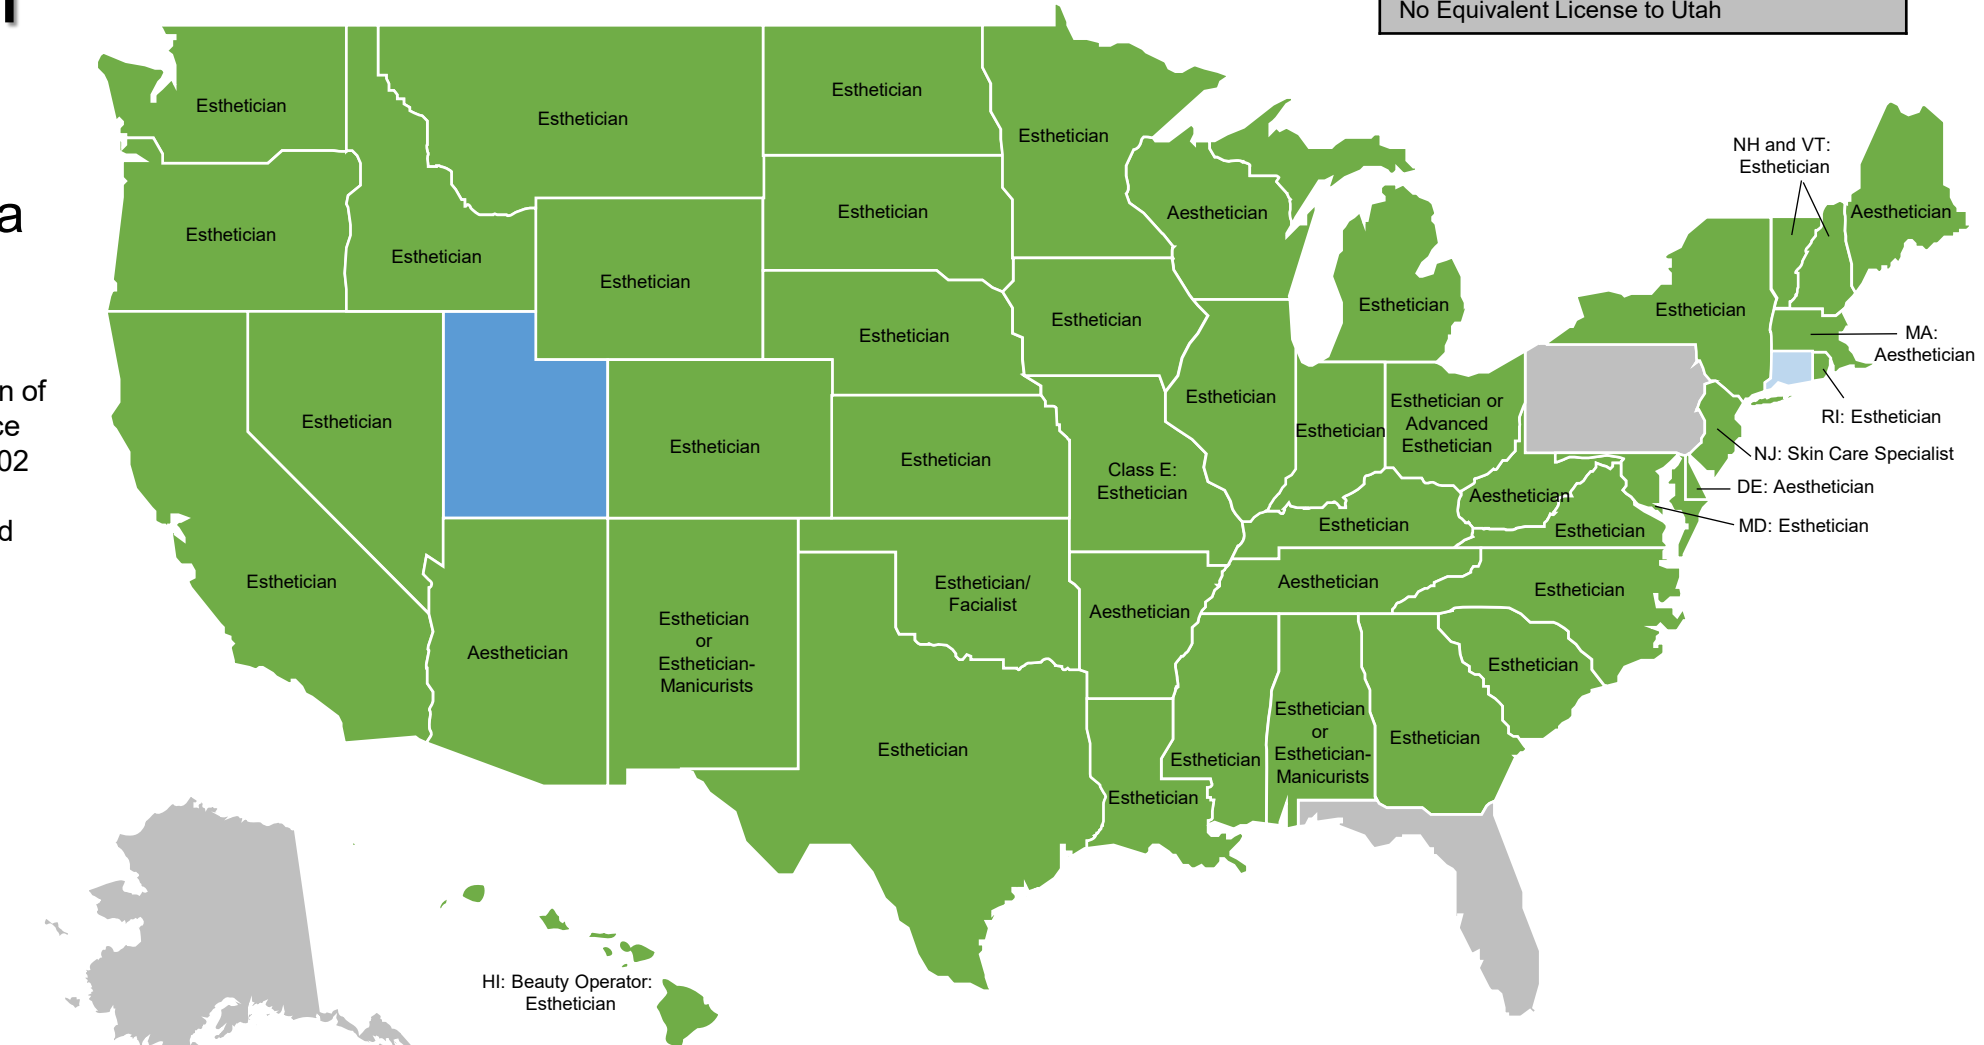 No Equivalent License to Utah
a
n of
ce
02
d
Esthetician
Esthetician
Esthetician
Esthetician
Esthetician
Esthetician
Esthetician
Esthetician
Esthetician
Esthetician
Esthetician
Esthetician
Esthetician
Esthetician
Aesthetician
Esthetician
or
Esthetician-
Manicurists
Esthetician/
Facialist
Esthetician
Esthetician
Aesthetician
Esthetician
Class E:
Esthetician
Aesthetician
Esthetician
Esthetician
Esthetician
Esthetician
Esthetician or
Advanced
Esthetician
Esthetician
Aesthetician
Esthetician
Esthetician
Aesthetician
Esthetician
Esthetician
Esthetician
or
Esthetician-
Manicurists
Esthetician
Esthetician
NH and VT:
Esthetician
Aesthetician
MA:
Aesthetician
RI: Esthetician
NJ: Skin Care Specialist
DE: Aesthetician
MD: Esthetician
HI: Beauty Operator:
Esthetician